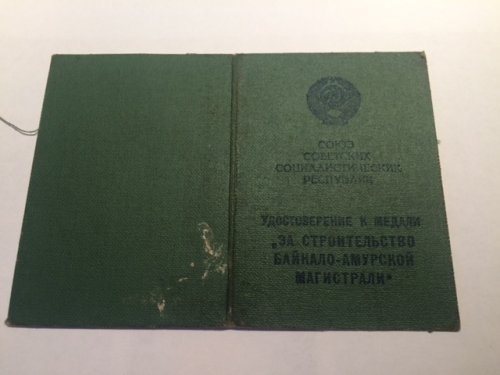 СОЮЗ
СОВЕТСКИХ
СОЦИАЛИСТИЧЕСКИХ
РЕСПУБЛИК
УДОСТОВЕРЕНИЕ К МЕДАЛИ
„ЗА СТРОИТЕЛЬСТВО
БАЙКАЛО-АМУРСКОЙ
МАГИСТРАЛИ“